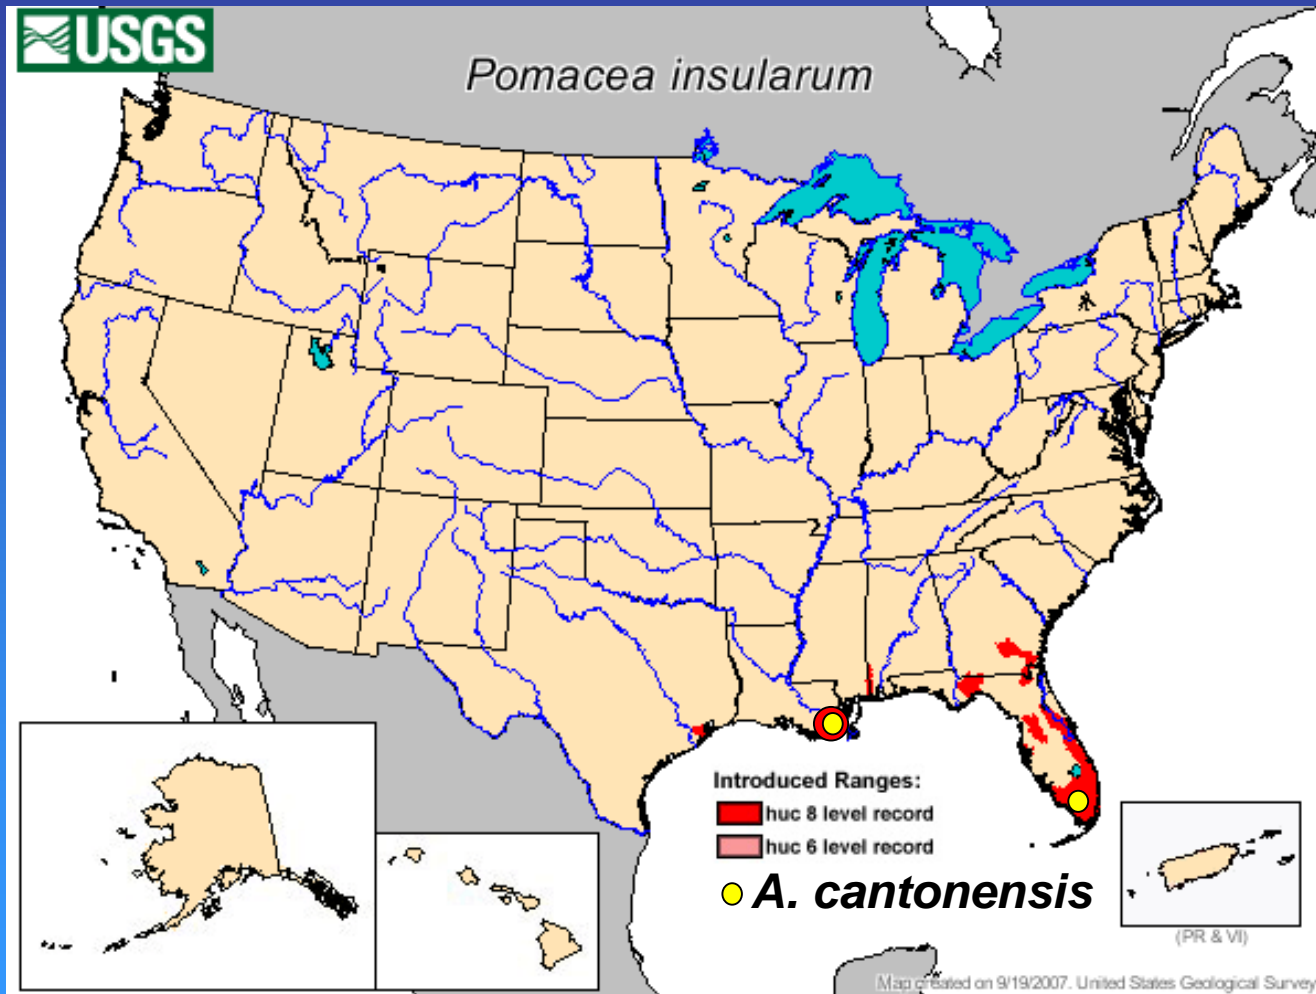 USGS
Pomacea insularum
Introduced Ranges:
huc 8 level record
huc 6 level record
A. cantonensis
(PR & VI)
Map created on 9/19/2007. United States Geological Survey